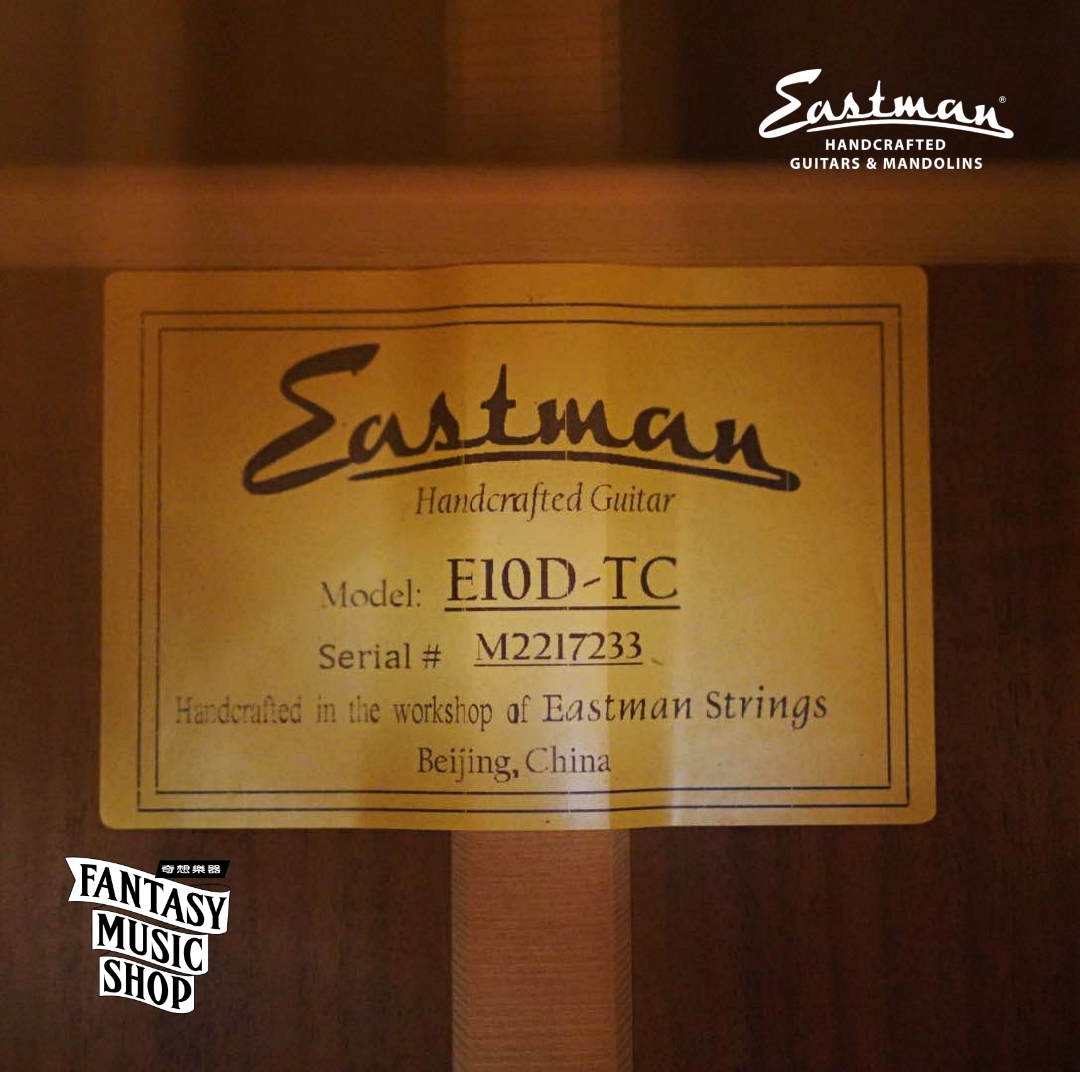 Eastman®
HANDCRAFTED
GUITARS & MANDOLINS
Eastman
Handcrafted Guitar
Model: E10D-TC
Serial # M2217233
Handcrafted in the workshop of Eastman Strings
Beijing, China
奇想樂器
FANTASY
MUSIC
SHOP